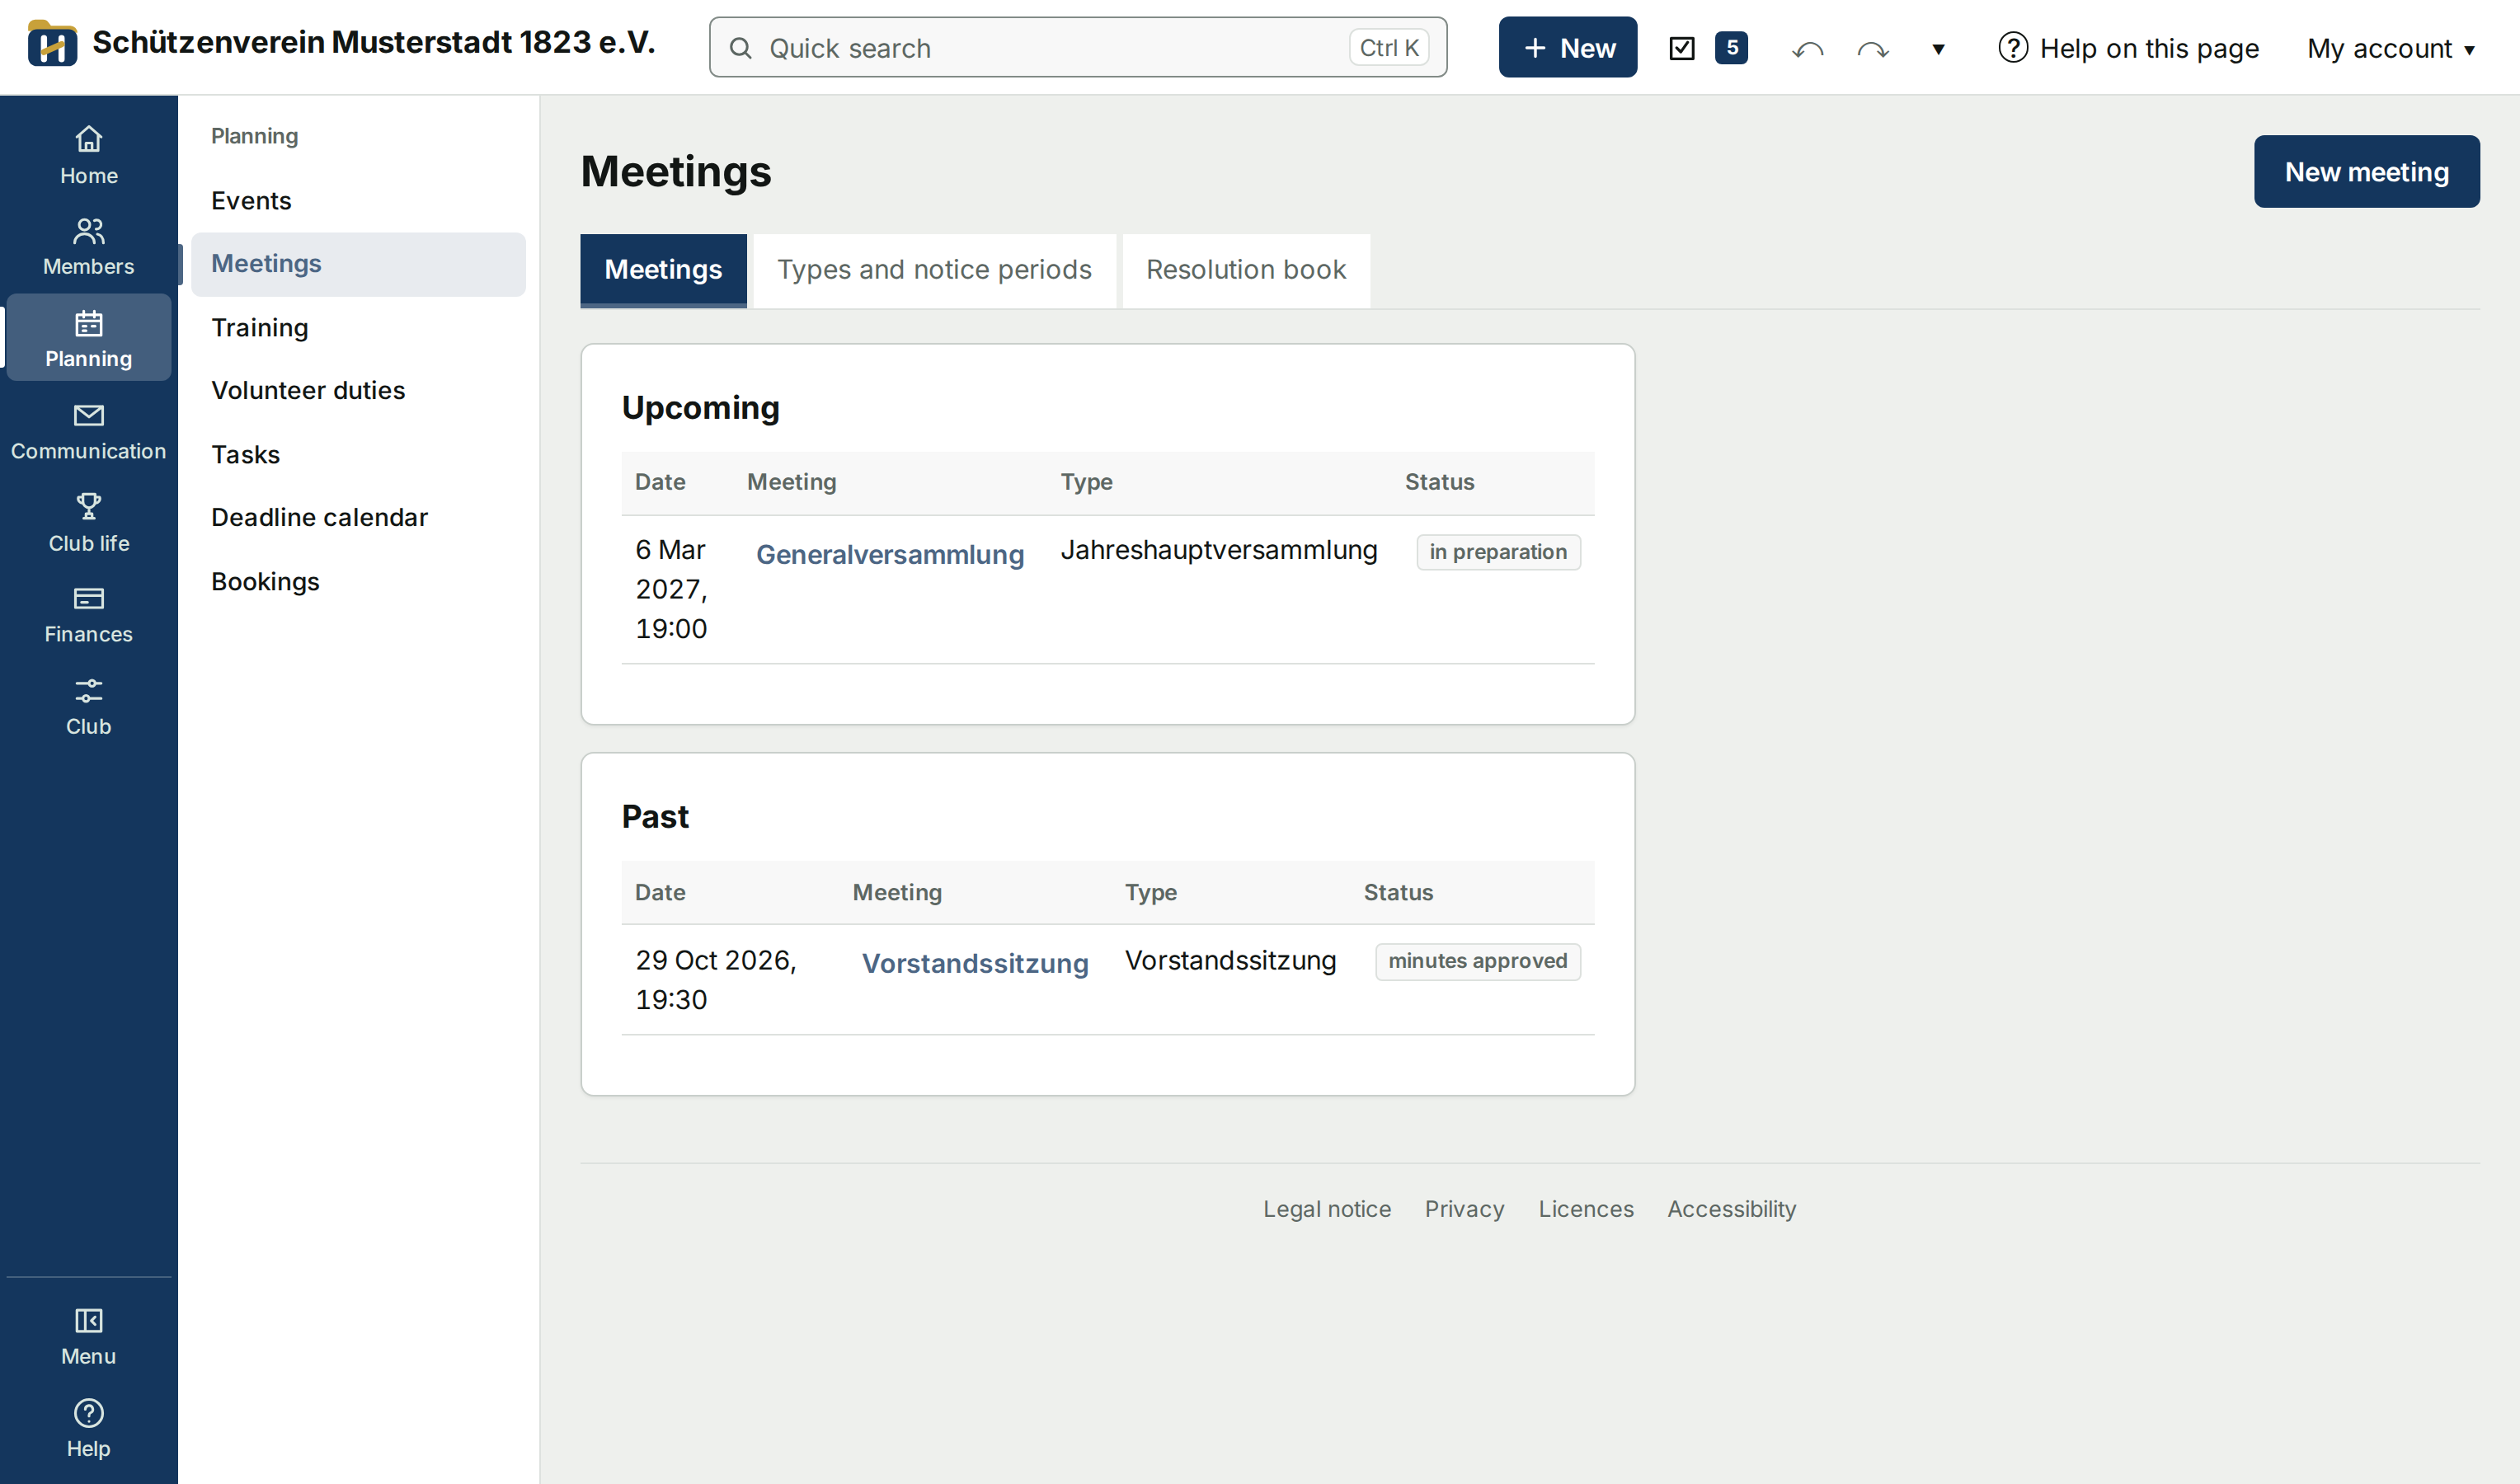 Schützenverein Musterstadt 1823 e.V.
Quick search
Ctrl K
New
5
Help on this page
My account
Home
Members
Planning
Communication
Club life
Finances
Club
Menu
Help
Planning
Events
Meetings
Training
Volunteer duties
Tasks
Deadline calendar
Bookings
Meetings
New meeting
Meetings
Types and notice periods
Resolution book
Upcoming
Date Meeting Type Status
6 Mar 2027, 19:00 Generalversammlung Jahreshauptversammlung in preparation
Past
Date Meeting Type Status
29 Oct 2026, 19:30 Vorstandssitzung Vorstandssitzung minutes approved
Legal notice Privacy Licences Accessibility